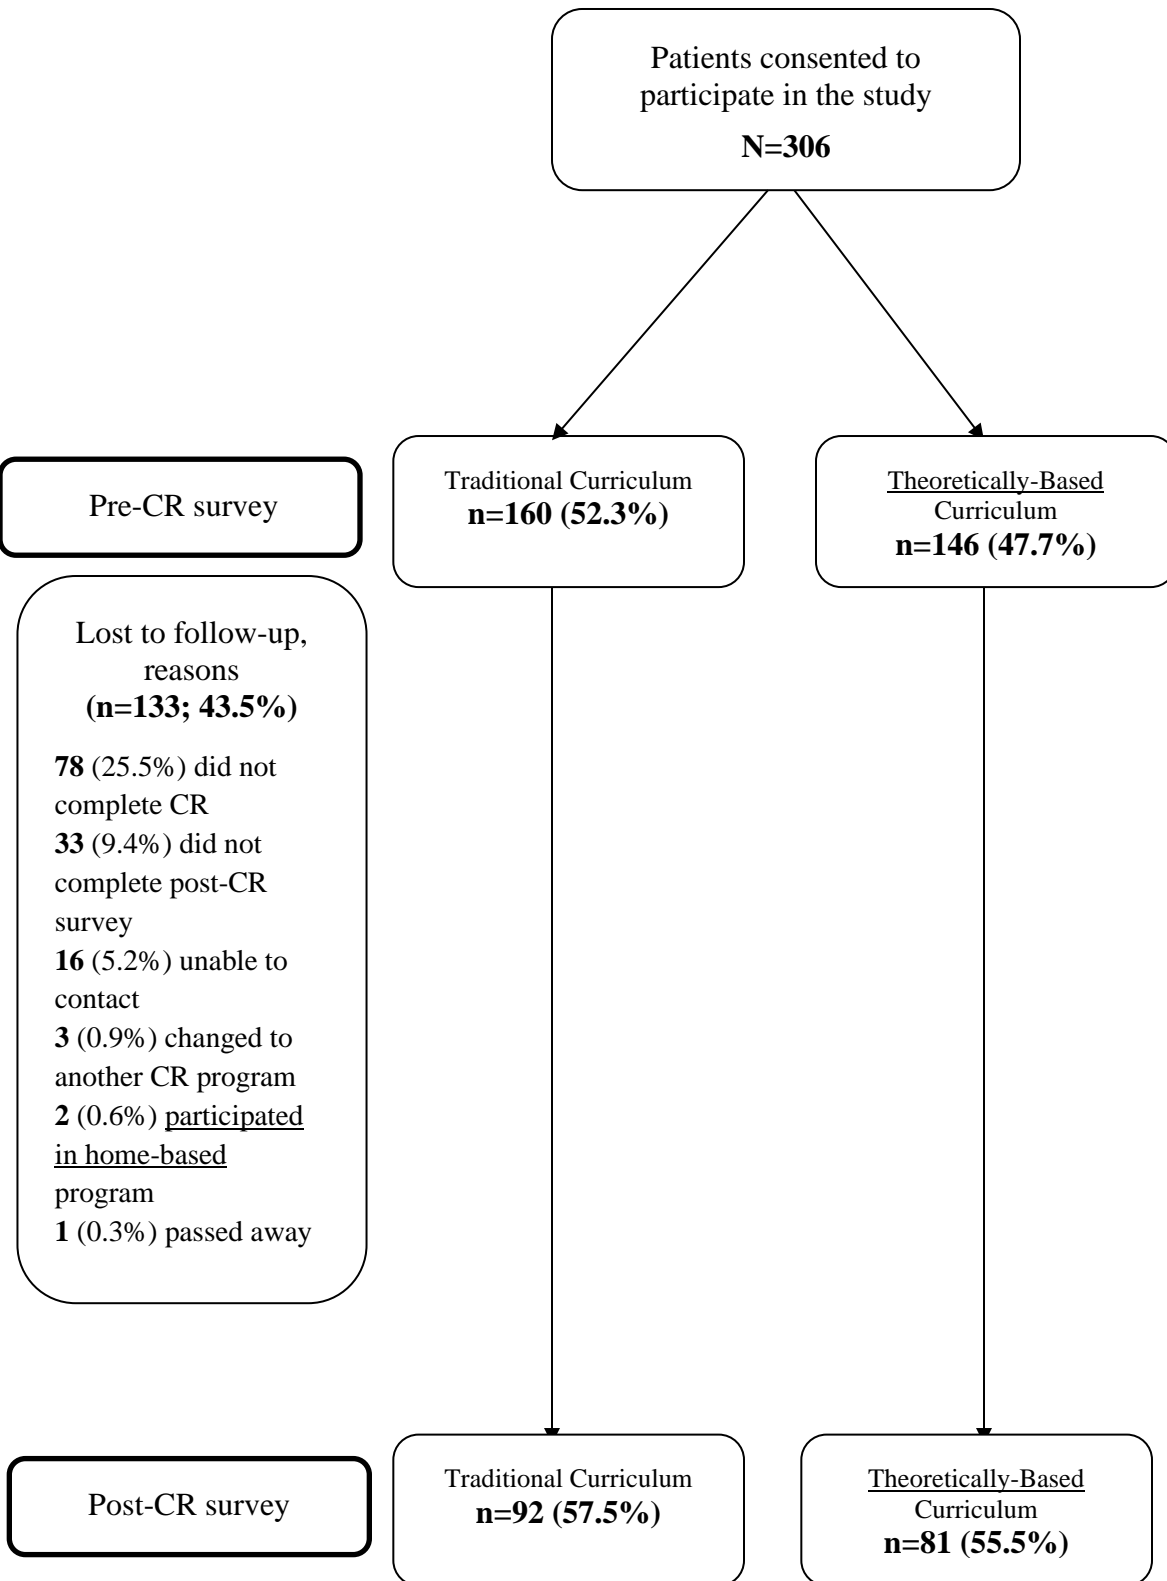 Patients consented to
participate in the study
N=306
Pre-CR survey
Traditional Curriculum
n=160 (52.3%)
Theoretically-Based
Curriculum
n=146 (47.7%)
Lost to follow-up,
reasons
(n=133; 43.5%)
78 (25.5%) did not
complete CR
33 (9.4%) did not
complete post-CR
survey
16 (5.2%) unable to
contact
3 (0.9%) changed to
another CR program
2 (0.6%) participated
in home-based
program
1 (0.3%) passed away
Post-CR survey
Traditional Curriculum
n=92 (57.5%)
Theoretically-Based
Curriculum
n=81 (55.5%)